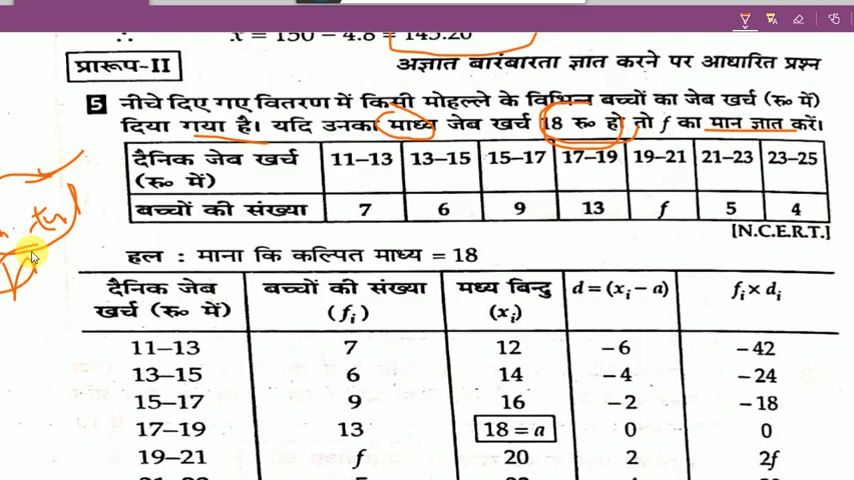 ∴ x = 150 – 4.8 = 145.20
प्रारूप-II अज्ञात बारंबारता ज्ञात करने पर आधारित प्रश्न
5 नीचे दिए गए वितरण में किसी मोहल्ले के विभिन्न बच्चों का जेब खर्च (रु० में)
दिया गया है। यदि उनका माध्य जेब खर्च 18 रु० हो तो f का मान ज्ञात करें।
दैनिक जेब खर्च 11–13 13–15 15–17 17–19 19–21 21–23 23–25
(रु० में)
बच्चों की संख्या 7 6 9 13 f 5 4
[N.C.E.R.T.]
हल : माना कि कल्पित माध्य = 18
दैनिक जेब बच्चों की संख्या मध्य बिन्दु d = (xᵢ – a) fᵢ × dᵢ
खर्च (रु० में) (fᵢ) (xᵢ)
11–13 7 12 –6 –42
13–15 6 14 –4 –24
15–17 9 16 –2 –18
17–19 13 18 = a 0 0
19–21 f 20 2 2f